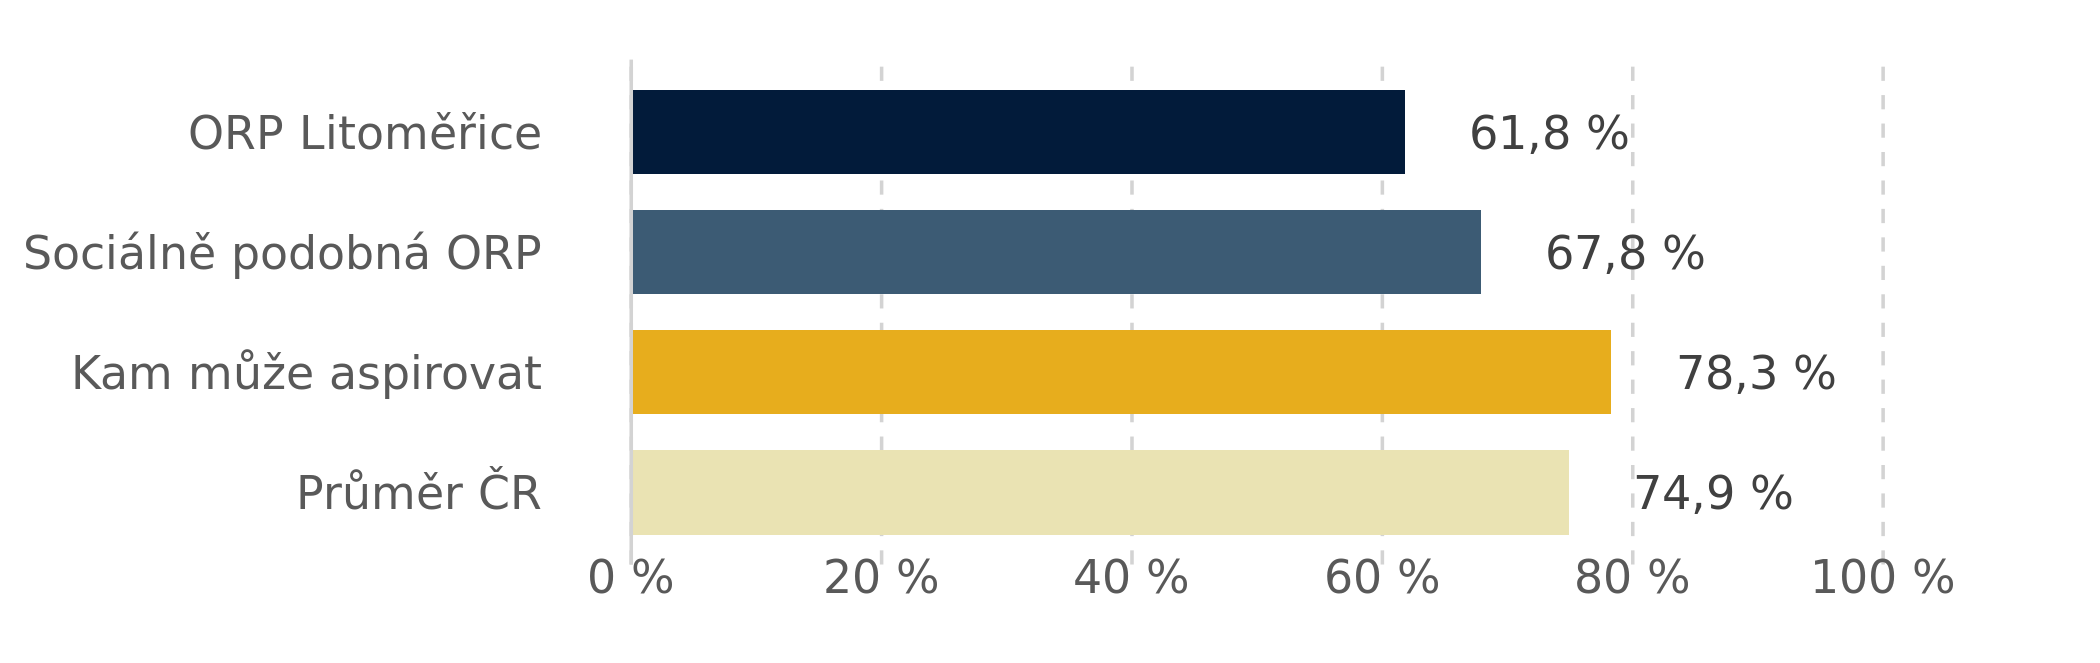 ORP Litoměřice 61,8 %
Sociálně podobná ORP 67,8 %
Kam může aspirovat 78,3 %
Průměr ČR 74,9 %
0 % 20 % 40 % 60 % 80 % 100 %